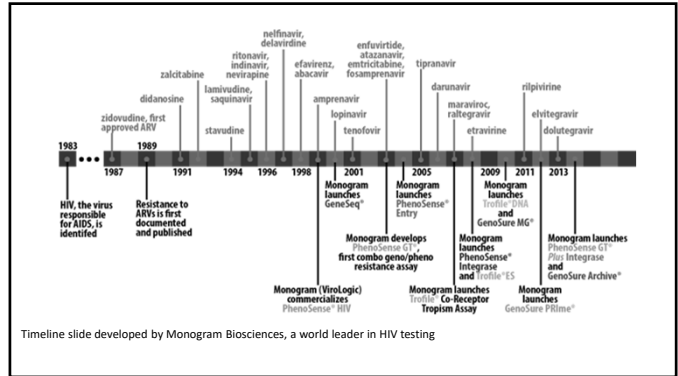 nelfinavir,
delavirdine
ritonavir,
indinavir,
nevirapine
enfuvirtide,
atazanavir,
emtricitabine,
fosamprenavir
zalcitabine
efavirenz,
abacavir
tipranavir
didanosine
lamivudine,
saquinavir
amprenavir
darunavir
rilpivirine
zidovudine, first
approved ARV
lopinavir
maraviroc,
raltegravir
elvitegravir
stavudine
tenofovir
etravirine
dolutegravir
1983
1989
1987
1991
1994
1996
1998
2001
2005
2009
2011
2013
HIV, the virus
responsible
for AIDS, is
identifed
Resistance to
ARVs is first
documented
and published
Monogram
launches
GeneSeq®
Monogram
launches
PhenoSense®
Entry
Monogram
launches
Trofile®DNA
and
GenoSure MG®
Monogram develops
PhenoSense GT®,
first combo geno/pheno
resistance assay
Monogram
launches
PhenoSense®
Integrase
and Trofile®ES
Monogram launches
PhenoSense GT®
Plus Integrase
and
GenoSure Archive®
Monogram (ViroLogic)
commercializes
PhenoSense® HIV
Monogram launches
Trofile® Co-Receptor
Tropism Assay
Monogram
launches
GenoSure PRIme®
Timeline slide developed by Monogram Biosciences, a world leader in HIV testing